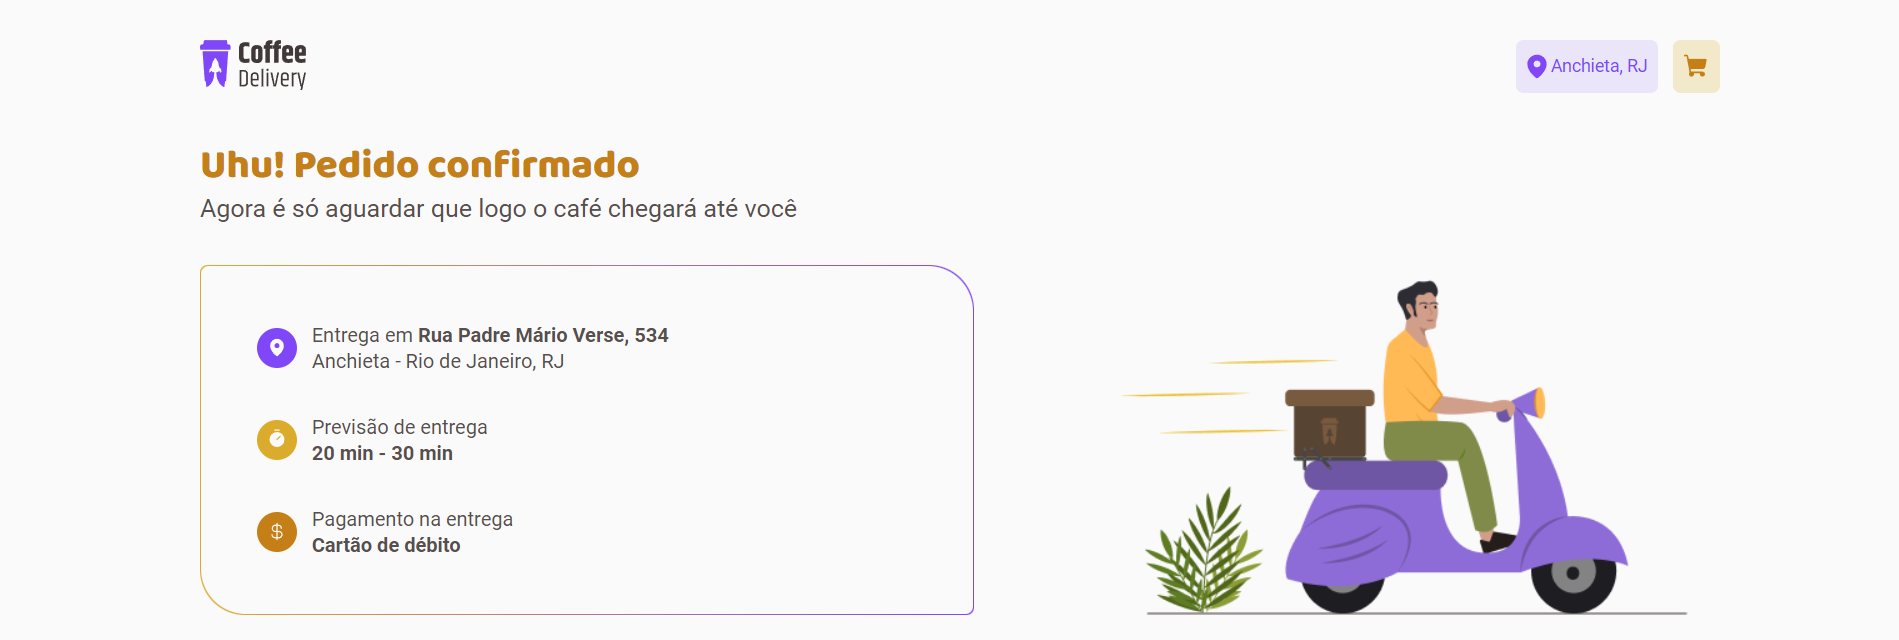 Coffee
Delivery
Anchieta, RJ
Uhu! Pedido confirmado
Agora é só aguardar que logo o café chegará até você
Entrega em Rua Padre Mário Verse, 534
Anchieta - Rio de Janeiro, RJ
Previsão de entrega
20 min - 30 min
$
Pagamento na entrega
Cartão de débito